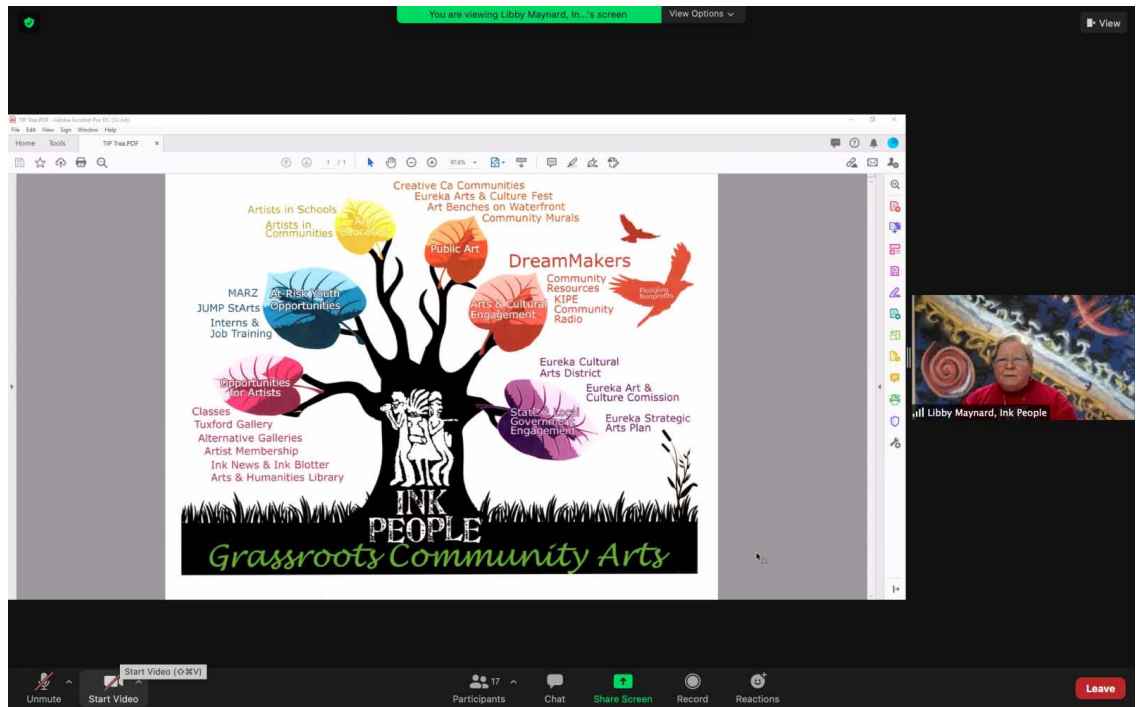 You are viewing Libby Maynard, In...'s screen
View Options
View
TIP Tree.PDF - Adobe Acrobat Pro DC (32-bit)
File Edit View Sign Window Help
Home Tools TIP Tree.PDF ×
1 / 1
Creative Ca Communities
Eureka Arts & Culture Fest
Art Benches on Waterfront
Community Murals
Artists in Schools
Artists in
Communities
Education
Public Art
DreamMakers
Community
Resources
KIPE
Community
Radio
Fledgling
Nonprofits
MARZ
JUMP StArts
Interns &
Job Training
At-Risk Youth
Opportunities
Arts & Cultural
Engagement
Opportunities
for Artists
Classes
Tuxford Gallery
Alternative Galleries
Artist Membership
Ink News & Ink Blotter
Arts & Humanities Library
Eureka Cultural
Arts District
Eureka Art &
Culture Comission
Eureka Strategic
Arts Plan
State & Local
Government
Engagement
INK
PEOPLE
Grassroots Community Arts
Libby Maynard, Ink People
Start Video (⇧⌘V)
Unmute
Start Video
17
Participants
Chat
Share Screen
Record
Reactions
Leave